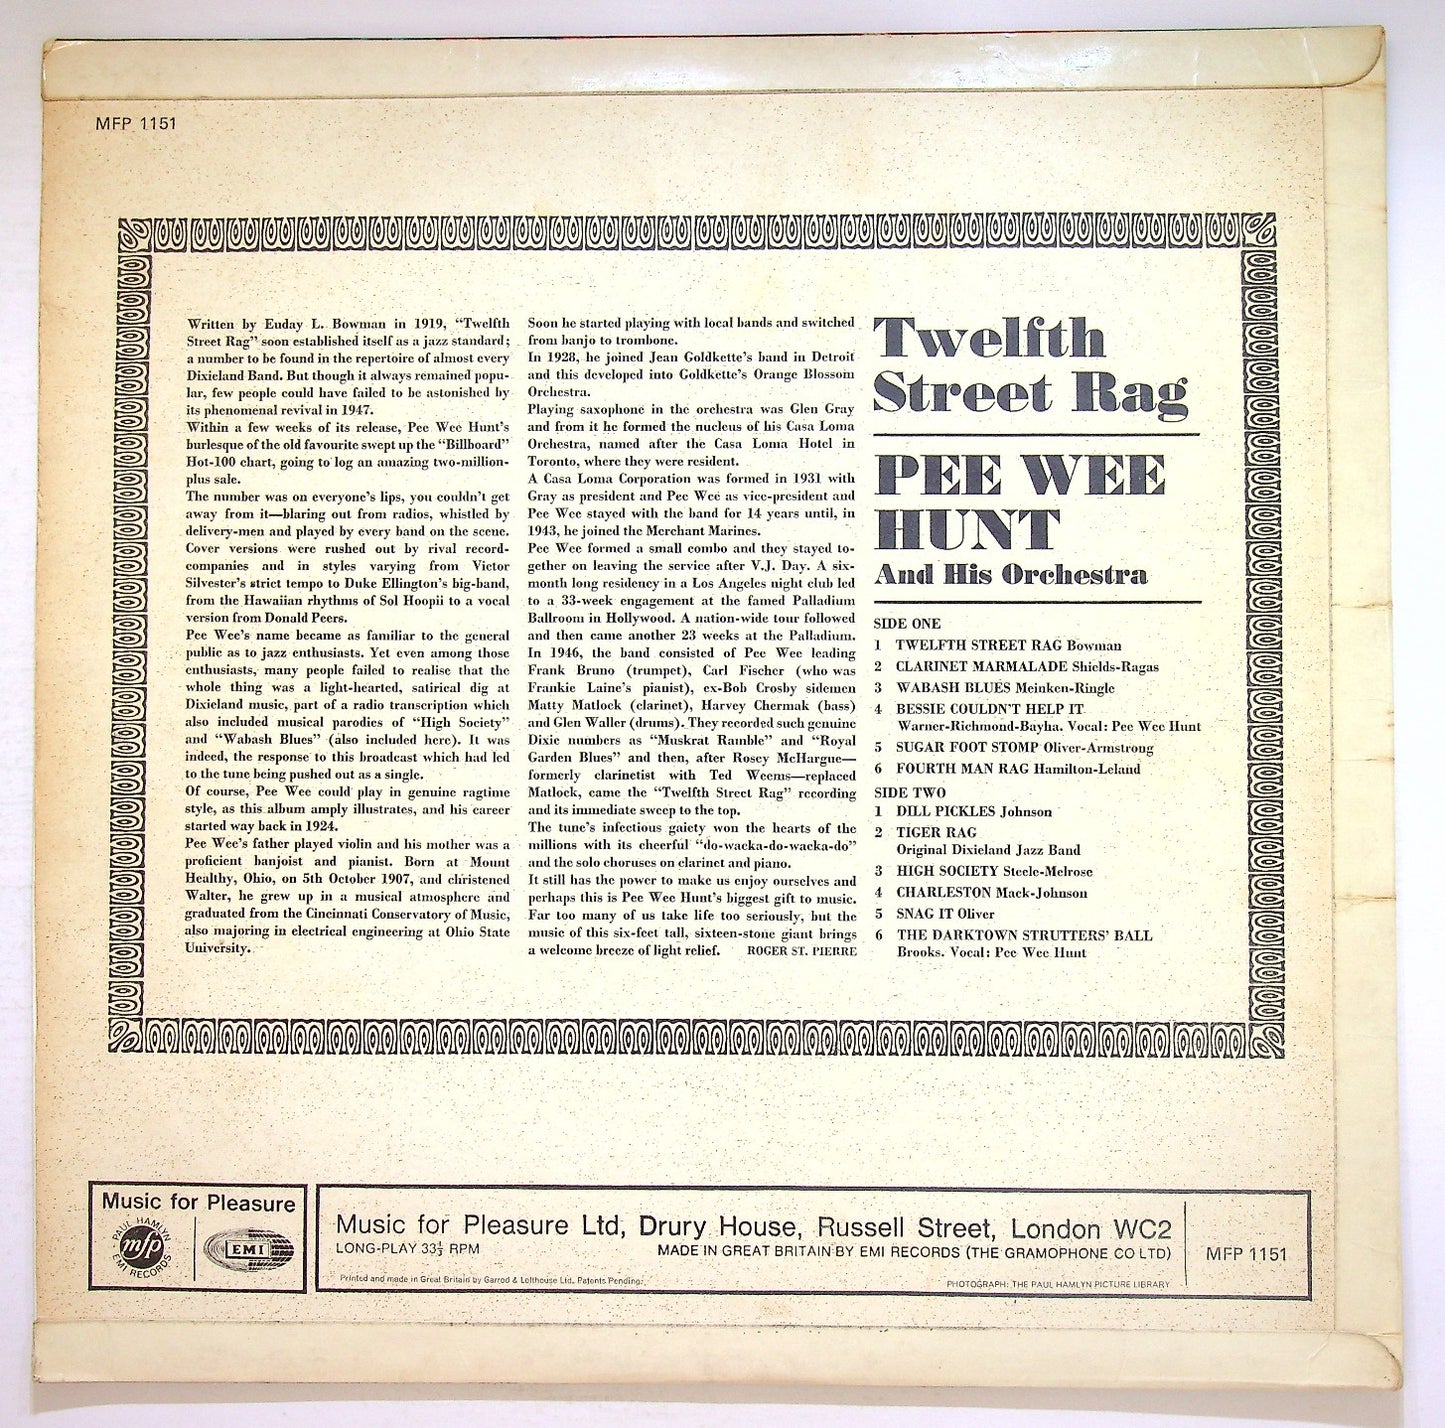 MFP 1151
Written by Euday L. Bowman in 1919, “Twelfth
Street Rag” soon established itself as a jazz standard;
a number to be found in the repertoire of almost every
Dixieland Band. But though it always remained popu-
lar, few people could have failed to be astonished by
its phenomenal revival in 1947.
Within a few weeks of its release, Pee Wee Hunt’s
burlesque of the old favourite swept up the “Billboard”
Hot-100 chart, going to log an amazing two-million-
plus sale.
The number was on everyone’s lips, you couldn’t get
away from it—blaring out from radios, whistled by
delivery-men and played by every band on the scene.
Cover versions were rushed out by rival record-
companies and in styles varying from Victor
Silvester’s strict tempo to Duke Ellington’s big-band,
from the Hawaiian rhythms of Sol Hoopii to a vocal
version from Donald Peers.
Pee Wee’s name became as familiar to the general
public as to jazz enthusiasts. Yet even among those
enthusiasts, many people failed to realise that the
whole thing was a light-hearted, satirical dig at
Dixieland music, part of a radio transcription which
also included musical parodies of “High Society”
and “Wabash Blues” (also included here). It was
indeed, the response to this broadcast which had led
to the tune being pushed out as a single.
Of course, Pee Wee could play in genuine ragtime
style, as this album amply illustrates, and his career
started way back in 1924.
Pee Wee’s father played violin and his mother was a
proficient banjoist and pianist. Born at Mount
Healthy, Ohio, on 5th October 1907, and christened
Walter, he grew up in a musical atmosphere and
graduated from the Cincinnati Conservatory of Music,
also majoring in electrical engineering at Ohio State
University.
Soon he started playing with local bands and switched
from banjo to trombone.
In 1928, he joined Jean Goldkette’s band in Detroit
and this developed into Goldkette’s Orange Blossom
Orchestra.
Playing saxophone in the orchestra was Glen Gray
and from it he formed the nucleus of his Casa Loma
Orchestra, named after the Casa Loma Hotel in
Toronto, where they were resident.
A Casa Loma Corporation was formed in 1931 with
Gray as president and Pee Wee as vice-president and
Pee Wee stayed with the band for 14 years until, in
1943, he joined the Merchant Marines.
Pee Wee formed a small combo and they stayed to-
gether on leaving the service after V.J. Day. A six-
month long residency in a Los Angeles night club led
to a 33-week engagement at the famed Palladium
Ballroom in Hollywood. A nation-wide tour followed
and then came another 23 weeks at the Palladium.
In 1946, the band consisted of Pee Wee leading
Frank Bruno (trumpet), Carl Fischer (who was
Frankie Laine’s pianist), ex-Bob Crosby sidemen
Matty Matlock (clarinet), Harvey Chermak (bass)
and Glen Waller (drums). They recorded such genuine
Dixie numbers as “Muskrat Ramble” and “Royal
Garden Blues” and then, after Rosey McHargue—
formerly clarinetist with Ted Weems—replaced
Matlock, came the “Twelfth Street Rag” recording
and its immediate sweep to the top.
The tune’s infectious gaiety won the hearts of the
millions with its cheerful “do-wacka-do-wacka-do”
and the solo choruses on clarinet and piano.
It still has the power to make us enjoy ourselves and
perhaps this is Pee Wee Hunt’s biggest gift to music.
Far too many of us take life too seriously, but the
music of this six-feet tall, sixteen-stone giant brings
a welcome breeze of light relief. ROGER ST. PIERRE
Twelfth
Street Rag
PEE WEE
HUNT
And His Orchestra
SIDE ONE
1 TWELFTH STREET RAG Bowman
2 CLARINET MARMALADE Shields-Ragas
3 WABASH BLUES Meinken-Ringle
4 BESSIE COULDN’T HELP IT
Warner-Richmond-Bayha. Vocal: Pee Wee Hunt
5 SUGAR FOOT STOMP Oliver-Armstrong
6 FOURTH MAN RAG Hamilton-Leland
SIDE TWO
1 DILL PICKLES Johnson
2 TIGER RAG
Original Dixieland Jazz Band
3 HIGH SOCIETY Steele-Melrose
4 CHARLESTON Mack-Johnson
5 SNAG IT Oliver
6 THE DARKTOWN STRUTTERS’ BALL
Brooks. Vocal: Pee Wee Hunt
Music for Pleasure
PAUL HAMLYN
mfp
EMI RECORDS
EMI
Music for Pleasure Ltd, Drury House, Russell Street, London WC2
LONG-PLAY 33⅓ RPM MADE IN GREAT BRITAIN BY EMI RECORDS (THE GRAMOPHONE CO LTD)
MFP 1151
Printed and made in Great Britain by Garrod & Lofthouse Ltd. Patents Pending.
PHOTOGRAPH: THE PAUL HAMLYN PICTURE LIBRARY